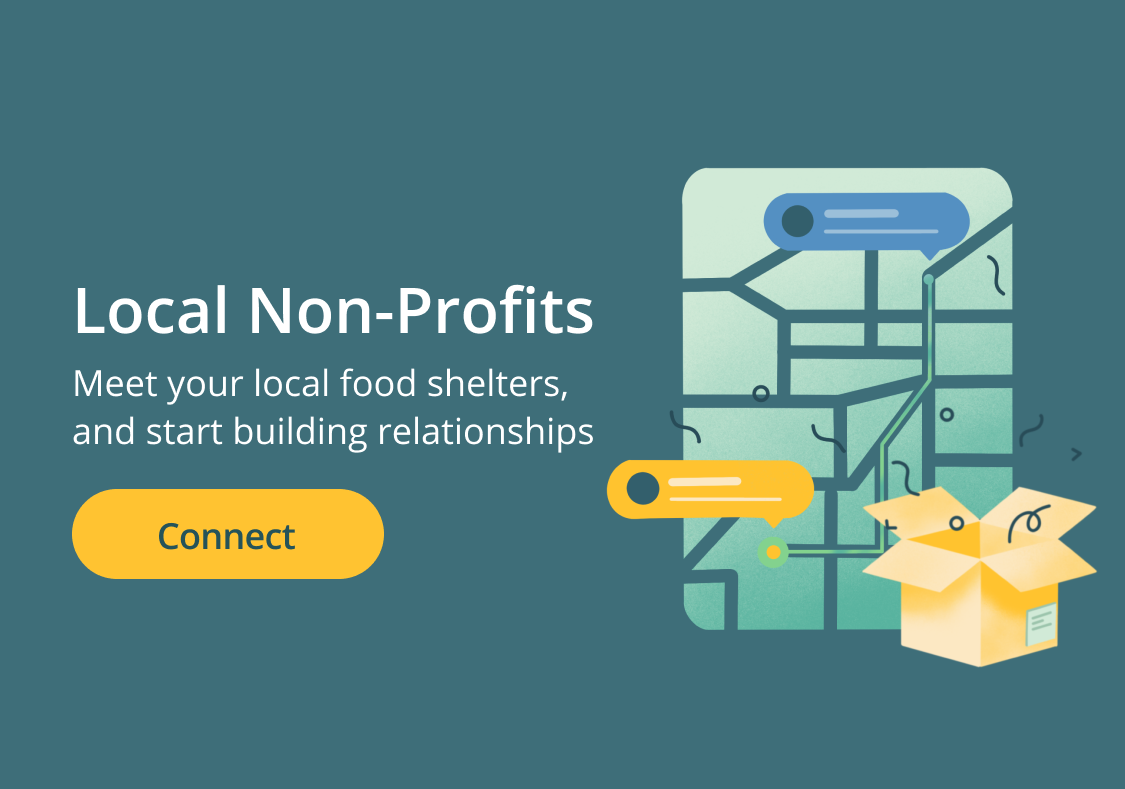 Local Non-Profits
Meet your local food shelters,
and start building relationships
Connect